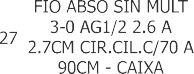 FIO ABSO SIN MULT
3-0 AG1/2 2.6 A
27
2.7CM CIR.CIL.C/70 A
90CM - CAIXA